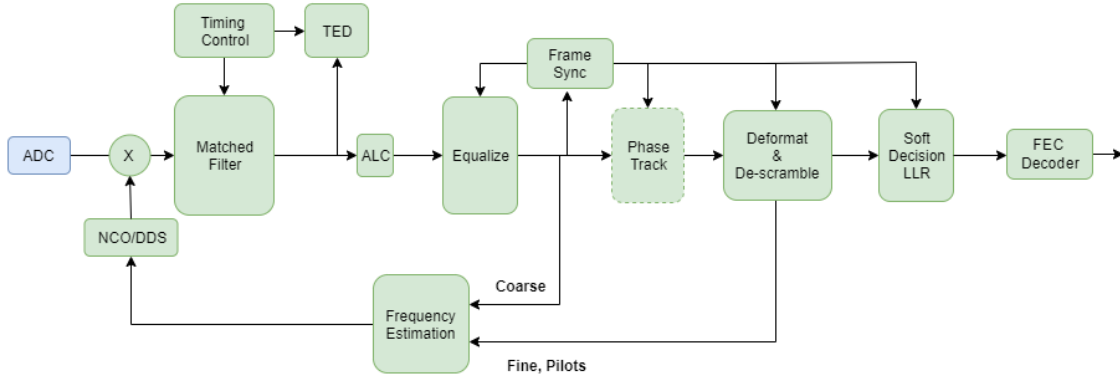 Timing
Control
TED
Frame
Sync
ADC
X
Matched
Filter
ALC
Equalize
Phase
Track
Deformat
&
De-scramble
Soft
Decision
LLR
FEC
Decoder
NCO/DDS
Coarse
Frequency
Estimation
Fine, Pilots